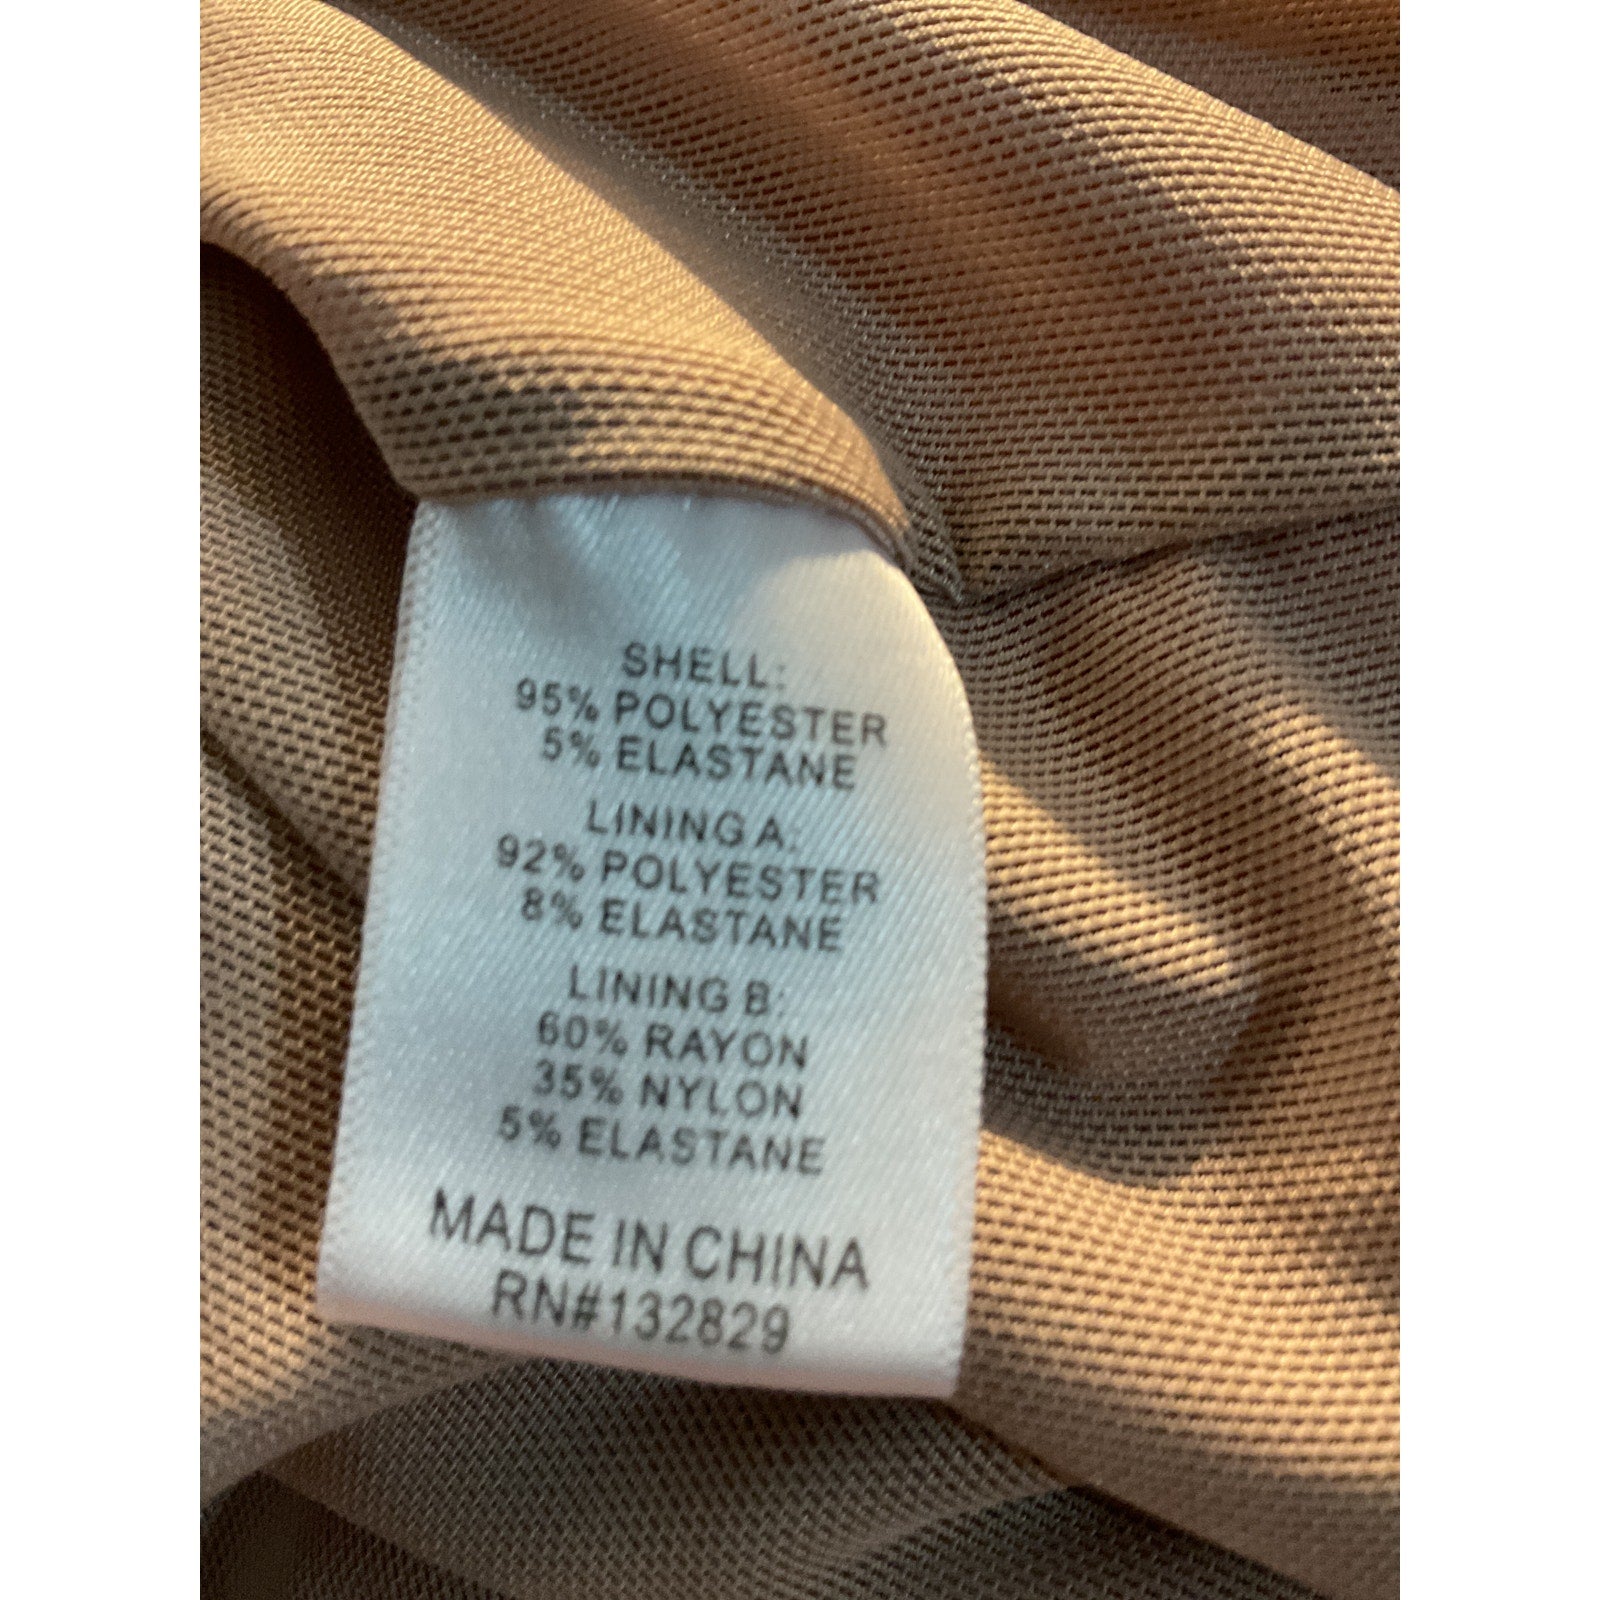 SHELL:
95% POLYESTER
5% ELASTANE
LINING A:
92% POLYESTER
8% ELASTANE
LINING B:
60% RAYON
35% NYLON
5% ELASTANE
MADE IN CHINA
RN#132829